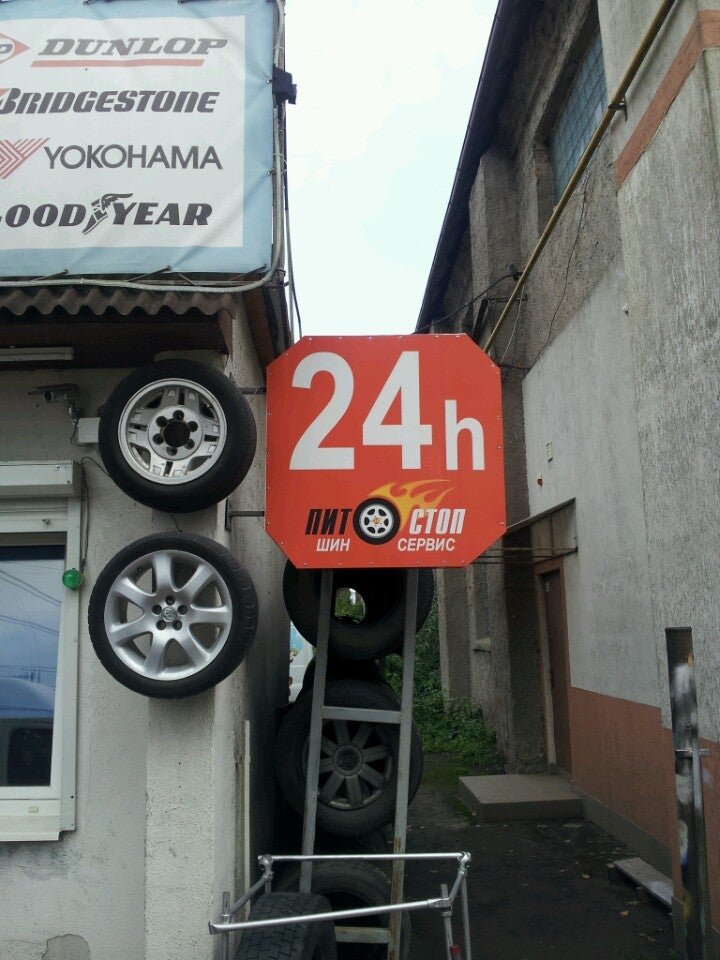 DUNLOP
BRIDGESTONE
YOKOHAMA
GOODYEAR
24h
ПИТ СТОП
ШИН СЕРВИС